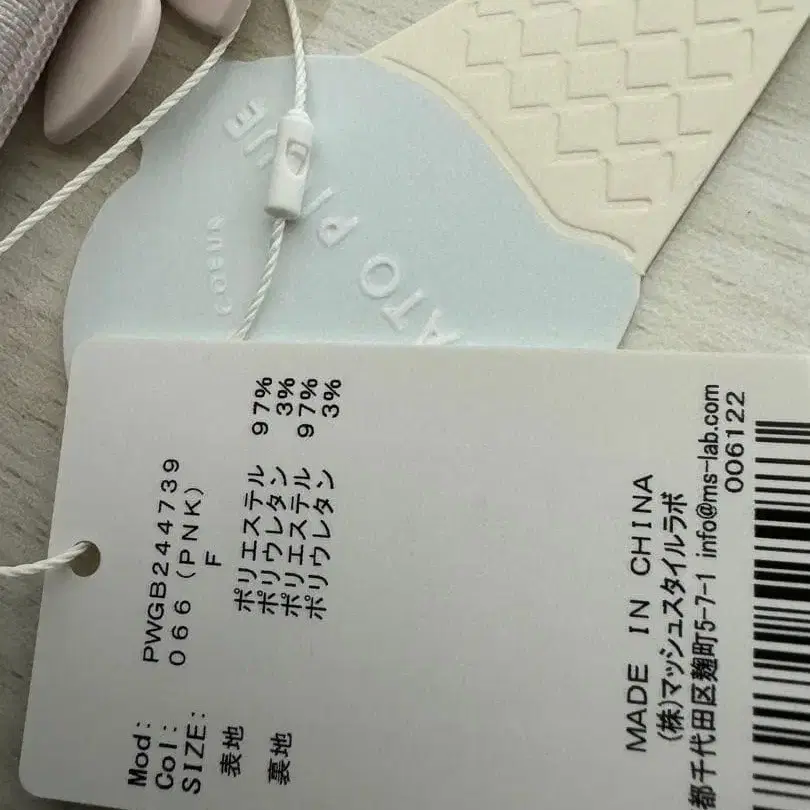 COEUR
Mod: PWGB244739
Col: 066 (PNK)
SIZE: F
表地 ポリエステル 97%
ポリウレタン 3%
裏地 ポリエステル 97%
ポリウレタン 3%
MADE IN CHINA
(株)マッシュスタイルラボ
都千代田区麹町5-7-1 info@ms-lab.com
006122